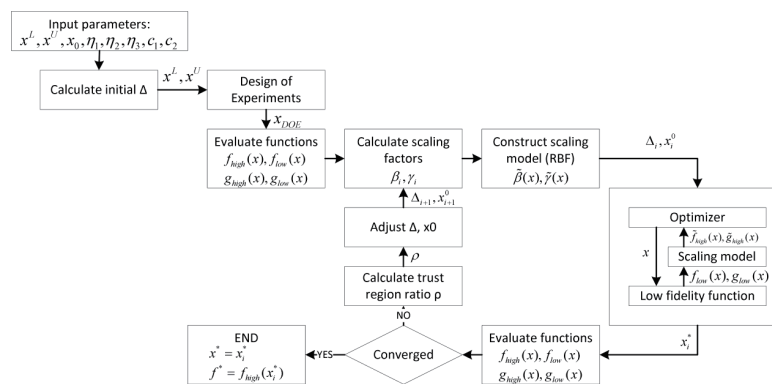 Input parameters:
x^L, x^U, x_0, η_1, η_2, η_3, c_1, c_2
Calculate initial Δ
x^L, x^U
Design of
Experiments
x_DOE
Evaluate functions
f_high(x), f_low(x)
g_high(x), g_low(x)
Calculate scaling
factors
β_i, γ_i
Construct scaling
model (RBF)
β̃(x), γ̃(x)
Δ_i, x_i^0
Optimizer
f̃_high(x), g̃_high(x)
x
Scaling model
f_low(x), g_low(x)
Low fidelity function
x_i^*
Evaluate functions
f_high(x), f_low(x)
g_high(x), g_low(x)
Converged
YES
END
x^* = x_i^*
f^* = f_high(x_i^*)
NO
Calculate trust
region ratio ρ
ρ
Adjust Δ, x0
Δ_{i+1}, x_{i+1}^0